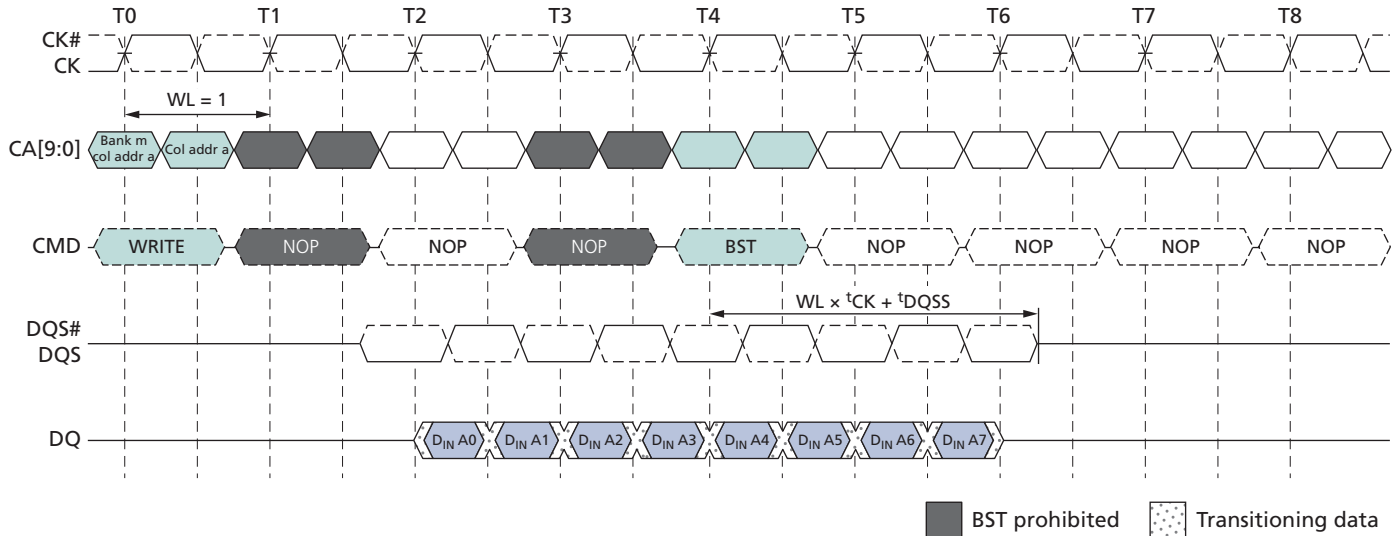 T0 T1 T2 T3 T4 T5 T6 T7 T8
CK#
CK
WL = 1
CA[9:0] Bank m col addr a Col addr a
CMD WRITE NOP NOP NOP BST NOP NOP NOP NOP
WL × tCK + tDQSS
DQS#
DQS
DQ DIN A0 DIN A1 DIN A2 DIN A3 DIN A4 DIN A5 DIN A6 DIN A7
BST prohibited Transitioning data